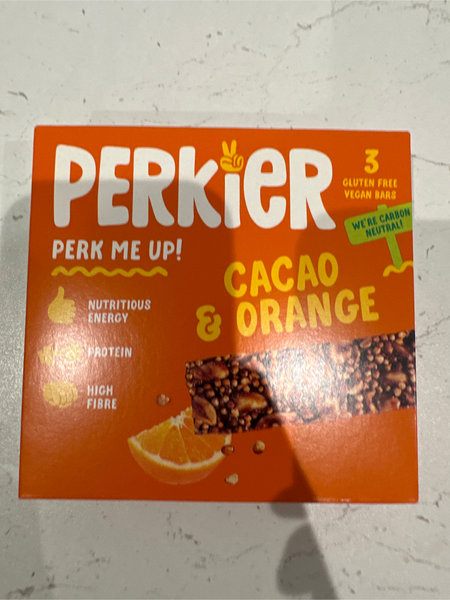 PERKIER
3
GLUTEN FREE
VEGAN BARS
WE'RE CARBON
NEUTRAL!
PERK ME UP!
CACAO
& ORANGE
NUTRITIOUS
ENERGY
PROTEIN
HIGH
FIBRE